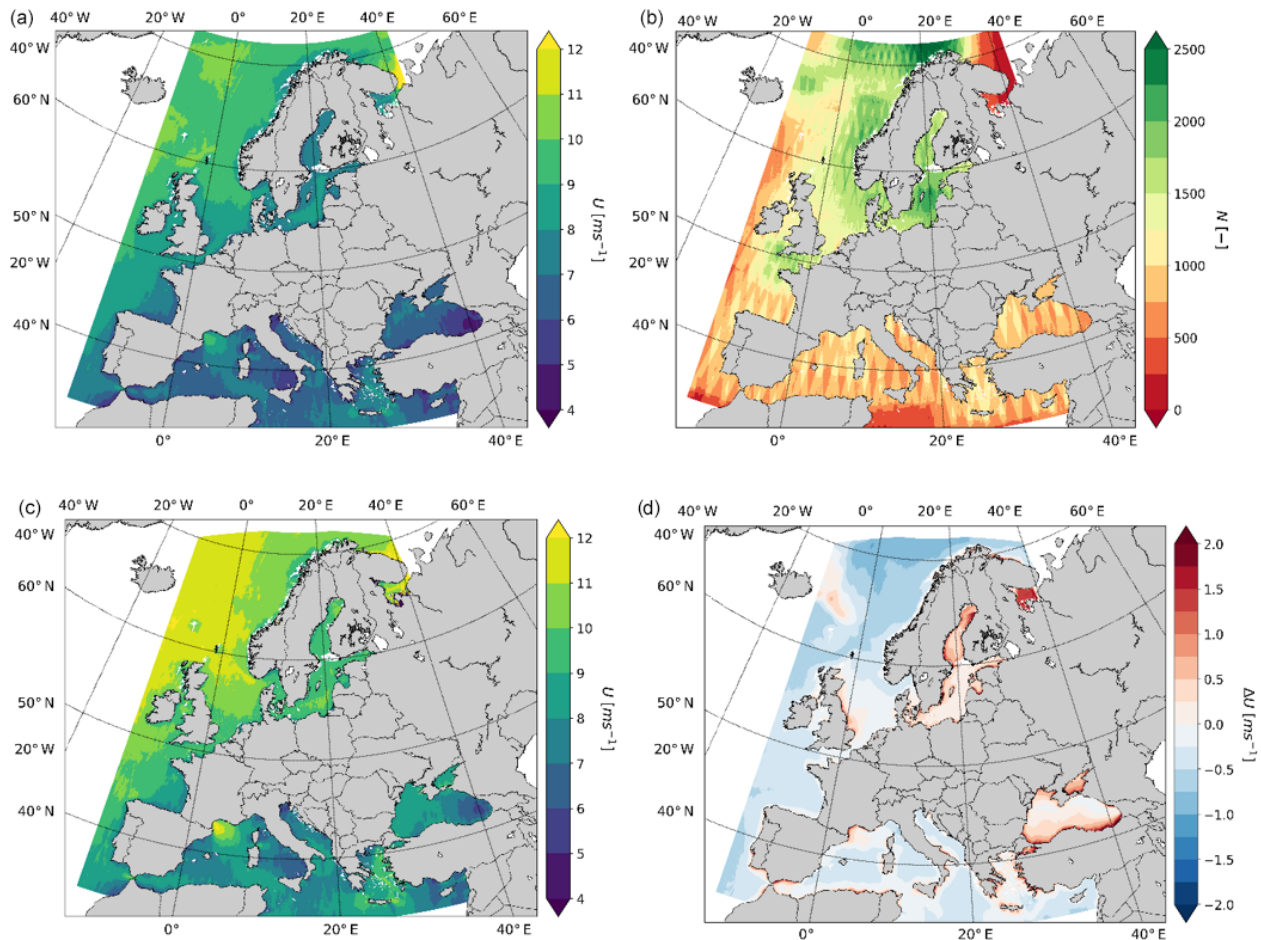 (a) 40° W 20° W 0° 20° E 40° E 60° E
40° W
60° N
50° N
20° W
40° N
0° 20° E 40° E
12
11
10
9
8
7
6
5
4
U [ms⁻¹]
(b) 40° W 20° W 0° 20° E 40° E 60° E
40° W
60° N
50° N
20° W
40° N
0° 20° E 40° E
2500
2000
1500
1000
500
0
N [−]
(c) 40° W 20° W 0° 20° E 40° E 60° E
40° W
60° N
50° N
20° W
40° N
0° 20° E 40° E
12
11
10
9
8
7
6
5
4
U [ms⁻¹]
(d) 40° W 20° W 0° 20° E 40° E 60° E
40° W
60° N
50° N
20° W
40° N
0° 20° E 40° E
2.0
1.5
1.0
0.5
0.0
−0.5
−1.0
−1.5
−2.0
ΔU [ms⁻¹]